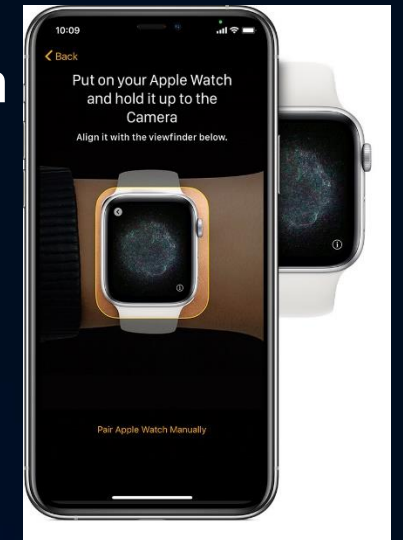 n
10:09
Back
Put on your Apple Watch
and hold it up to the
Camera
Align it with the viewfinder below.
Pair Apple Watch Manually